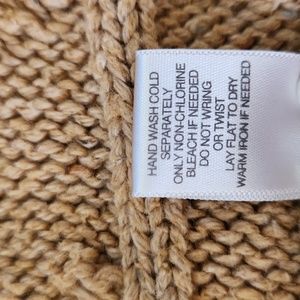 HAND WASH COLD
SEPARATELY
ONLY NON-CHLORINE
BLEACH IF NEEDED
DO NOT WRING
OR TWIST
LAY FLAT TO DRY
WARM IRON IF NEEDED